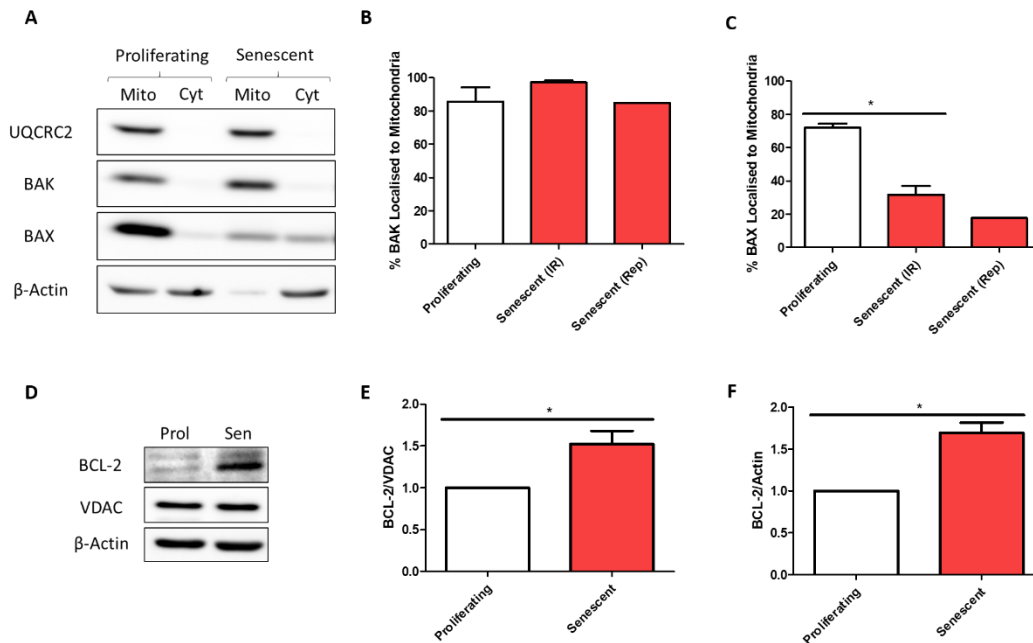 A
Proliferating Senescent
Mito Cyt Mito Cyt
UQCRC2
BAK
BAX
β-Actin
B
% BAK Localised to Mitochondria
100
80
60
40
20
0
Proliferating
Senescent (IR)
Senescent (Rep)
C
% BAX Localised to Mitochondria
100
80
60
40
20
0
*
Proliferating
Senescent (IR)
Senescent (Rep)
D
Prol Sen
BCL-2
VDAC
β-Actin
E
BCL-2/VDAC
2.0
1.5
1.0
0.5
0.0
*
Proliferating
Senescent
F
BCL-2/Actin
2.0
1.5
1.0
0.5
0.0
*
Proliferating
Senescent